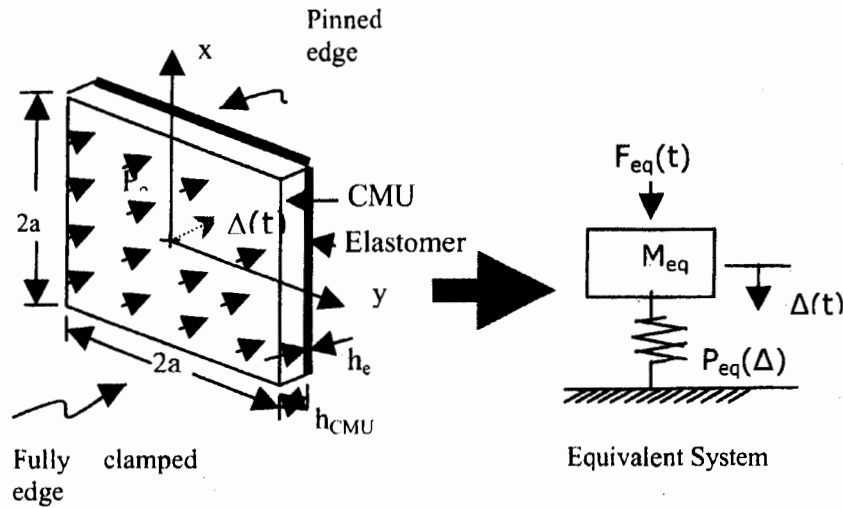 Pinned
edge
x
CMU
Δ(t)
Elastomer
2a
y
2a
h_e
h_CMU
Fully clamped
edge
F_eq(t)
M_eq
Δ(t)
P_eq(Δ)
Equivalent System